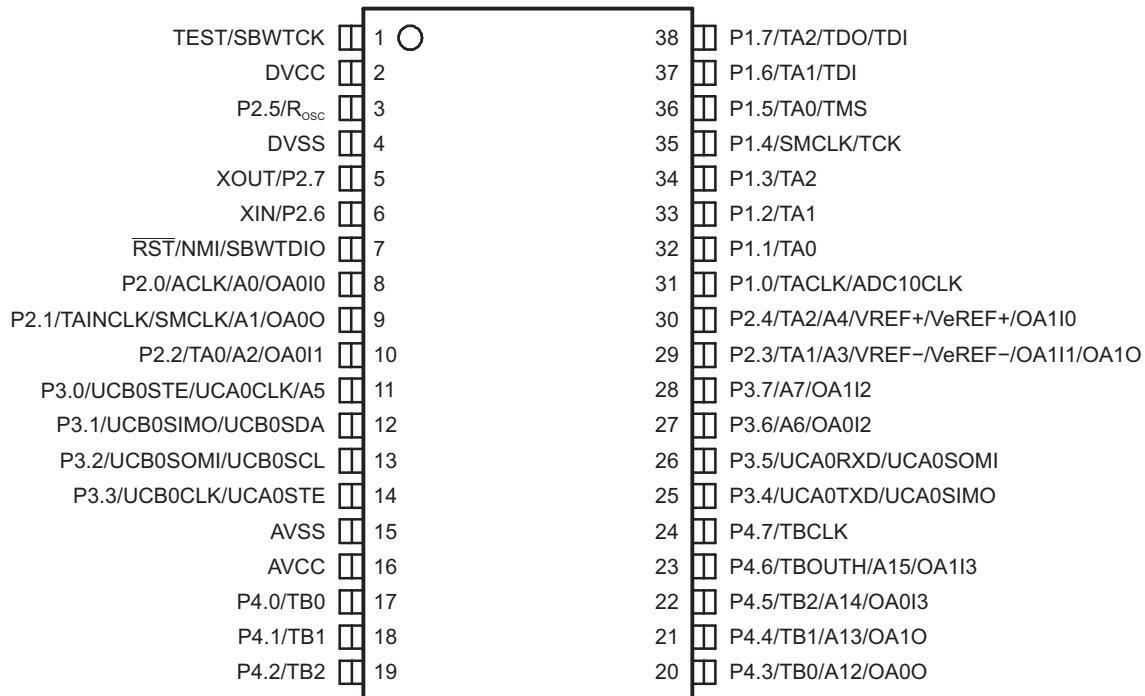 TEST/SBWTCK 1 38 P1.7/TA2/TDO/TDI
DVCC 2 37 P1.6/TA1/TDI
P2.5/ROSC 3 36 P1.5/TA0/TMS
DVSS 4 35 P1.4/SMCLK/TCK
XOUT/P2.7 5 34 P1.3/TA2
XIN/P2.6 6 33 P1.2/TA1
RST/NMI/SBWTDIO 7 32 P1.1/TA0
P2.0/ACLK/A0/OA0I0 8 31 P1.0/TACLK/ADC10CLK
P2.1/TAINCLK/SMCLK/A1/OA0O 9 30 P2.4/TA2/A4/VREF+/VeREF+/OA1I0
P2.2/TA0/A2/OA0I1 10 29 P2.3/TA1/A3/VREF−/VeREF−/OA1I1/OA1O
P3.0/UCB0STE/UCA0CLK/A5 11 28 P3.7/A7/OA1I2
P3.1/UCB0SIMO/UCB0SDA 12 27 P3.6/A6/OA0I2
P3.2/UCB0SOMI/UCB0SCL 13 26 P3.5/UCA0RXD/UCA0SOMI
P3.3/UCB0CLK/UCA0STE 14 25 P3.4/UCA0TXD/UCA0SIMO
AVSS 15 24 P4.7/TBCLK
AVCC 16 23 P4.6/TBOUTH/A15/OA1I3
P4.0/TB0 17 22 P4.5/TB2/A14/OA0I3
P4.1/TB1 18 21 P4.4/TB1/A13/OA1O
P4.2/TB2 19 20 P4.3/TB0/A12/OA0O